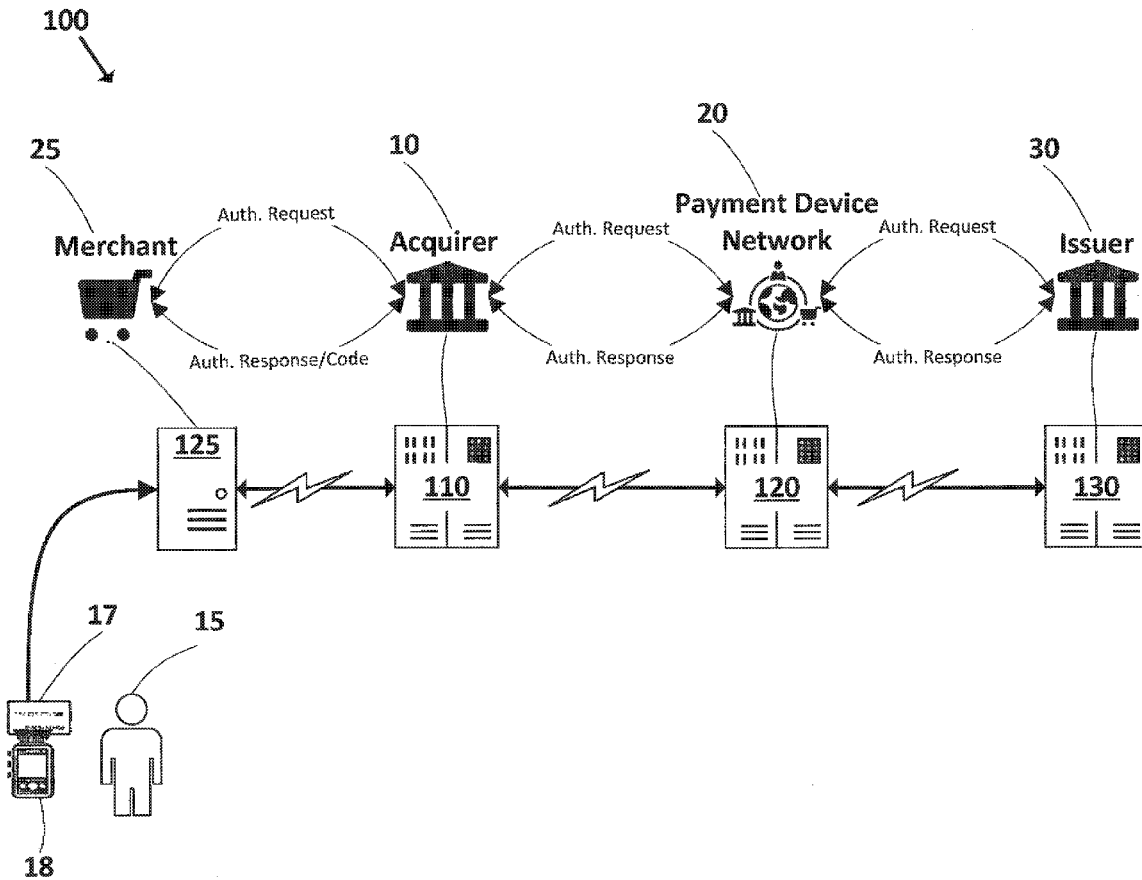 100
25
10
20
30
Auth. Request
Payment Device
Network
Auth. Request
Auth. Request
Merchant
Acquirer
Issuer
Auth. Response/Code
Auth. Response
Auth. Response
125
110
120
130
17
15
18